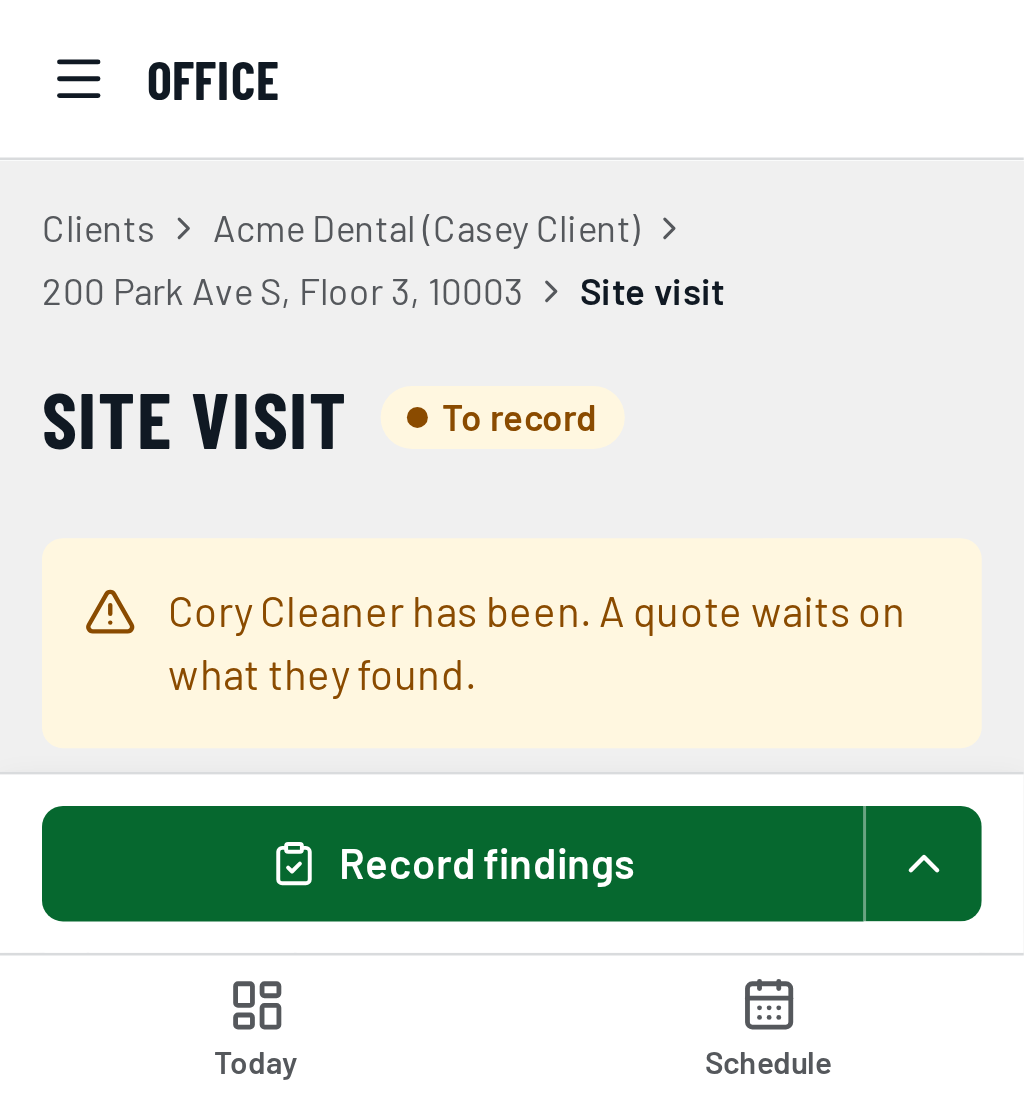 OFFICE
Clients > Acme Dental (Casey Client) >
200 Park Ave S, Floor 3, 10003 > Site visit
SITE VISIT
To record
Cory Cleaner has been. A quote waits on
what they found.
Record findings
Today
Schedule